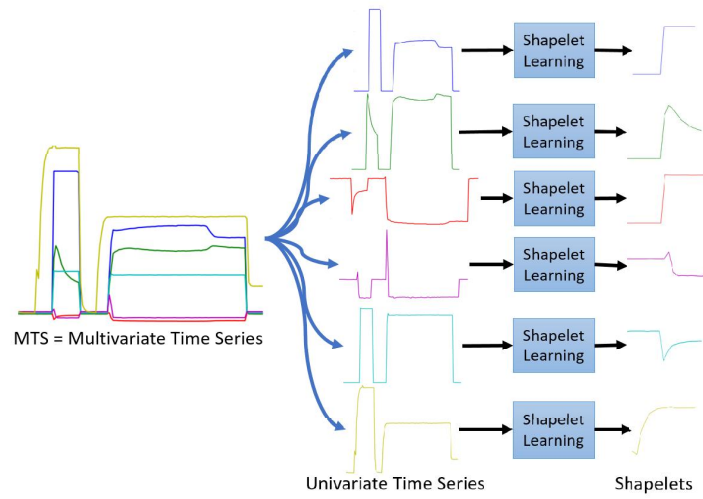 Shapelet
Learning
Shapelet
Learning
Shapelet
Learning
Shapelet
Learning
Shapelet
Learning
Shapelet
Learning
MTS = Multivariate Time Series
Univariate Time Series
Shapelets